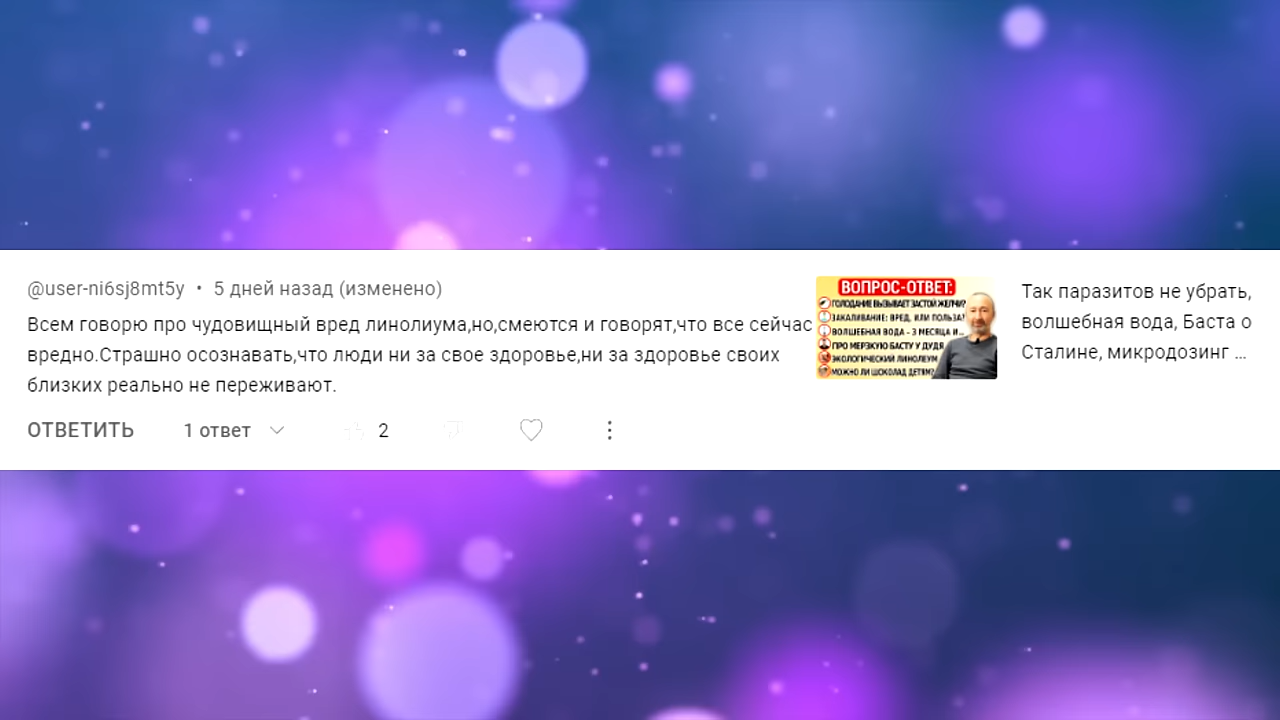 @user-ni6sj8mt5y • 5 дней назад (изменено)
Всем говорю про чудовищный вред линолиума,но,смеются и говорят,что все сейчас
вредно.Страшно осознавать,что люди ни за свое здоровье,ни за здоровье своих
близких реально не переживают.
ОТВЕТИТЬ 1 ответ 2
ВОПРОС-ОТВЕТ:
ГОЛОДАНИЕ ВЫЗЫВАЕТ ЗАСТОЙ ЖЕЛЧИ?
ЗАКАЛИВАНИЕ: ВРЕД, ИЛИ ПОЛЬЗА?
ВОЛШЕБНАЯ ВОДА - 3 МЕСЯЦА И...
ПРО МЕРЗКУЮ БАСТУ У ДУДЯ
ЭКОЛОГИЧЕСКИЙ ЛИНОЛЕУМ
МОЖНО ЛИ ШОКОЛАД ДЕТЯМ?
Так паразитов не убрать,
волшебная вода, Баста о
Сталине, микродозинг ...